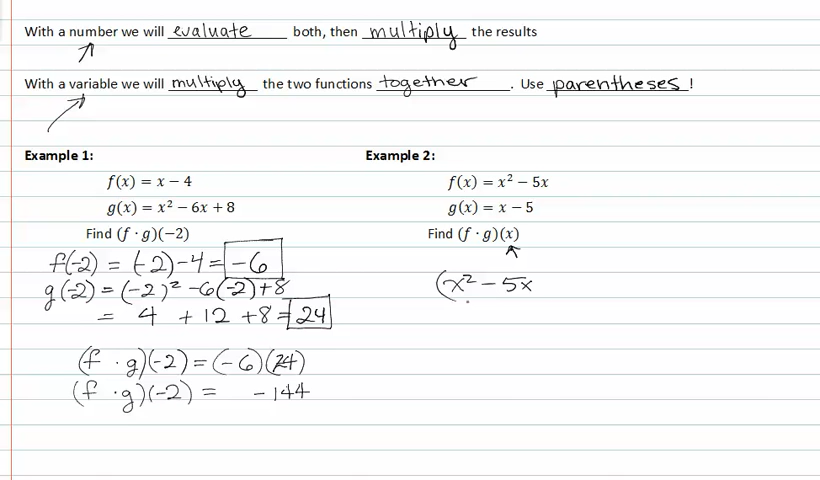 With a number we will evaluate both, then multiply the results
With a variable we will multiply the two functions together. Use parentheses!
Example 1:
f(x) = x − 4
g(x) = x² − 6x + 8
Find (f · g)(−2)
f(-2) = (-2)-4 = -6
g(-2) = (-2)² -6(-2)+8
= 4 +12 +8 = 24
(f · g)(-2) = (-6)(24)
(f · g)(-2) = -144
Example 2:
f(x) = x² − 5x
g(x) = x − 5
Find (f · g)(x)
(x² - 5x